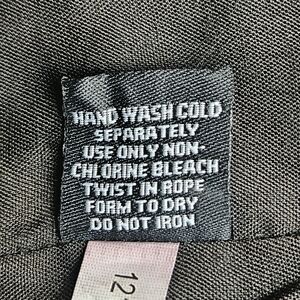 HAND WASH COLD
SEPARATELY
USE ONLY NON-
CHLORINE BLEACH
TWIST IN ROPE
FORM TO DRY
DO NOT IRON